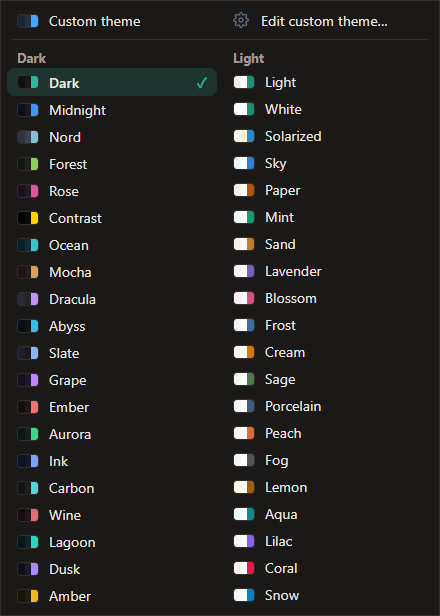 Custom theme
Edit custom theme...
Dark
Dark
Midnight
Nord
Forest
Rose
Contrast
Ocean
Mocha
Dracula
Abyss
Slate
Grape
Ember
Aurora
Ink
Carbon
Wine
Lagoon
Dusk
Amber
Light
Light
White
Solarized
Sky
Paper
Mint
Sand
Lavender
Blossom
Frost
Cream
Sage
Porcelain
Peach
Fog
Lemon
Aqua
Lilac
Coral
Snow